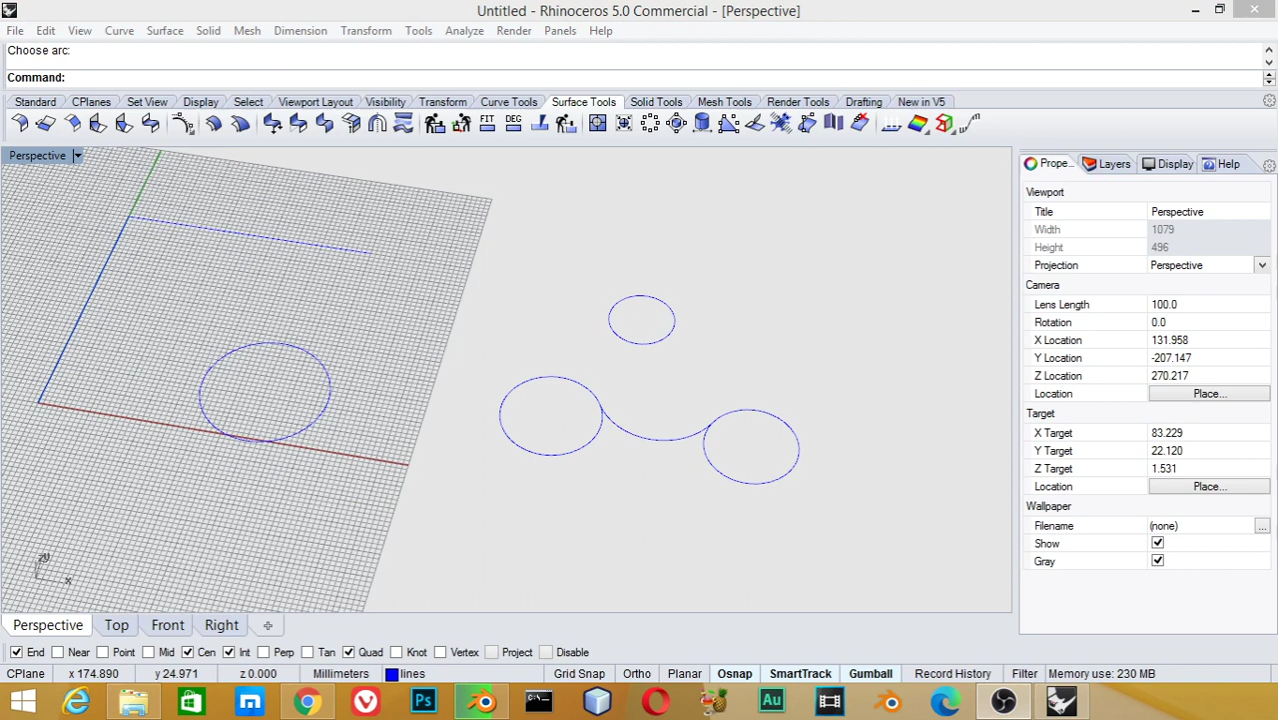 Untitled - Rhinoceros 5.0 Commercial - [Perspective]
File Edit View Curve Surface Solid Mesh Dimension Transform Tools Analyze Render Panels Help
Choose arc:
Command:
Standard CPlanes Set View Display Select Viewport Layout Visibility Transform Curve Tools Surface Tools Solid Tools Mesh Tools Render Tools Drafting New in V5
FIT DEG
Perspective
Prope... Layers Display Help
Viewport
Title Perspective
Width 1079
Height 496
Projection Perspective
Camera
Lens Length 100.0
Rotation 0.0
X Location 131.958
Y Location -207.147
Z Location 270.217
Location Place...
Target
X Target 83.229
Y Target 22.120
Z Target 1.531
Location Place...
Wallpaper
Filename (none) ...
Show
Gray
x
Perspective Top Front Right
End Near Point Mid Cen Int Perp Tan Quad Knot Vertex Project Disable
CPlane x 174.890 y 24.971 z 0.000 Millimeters lines Grid Snap Ortho Planar Osnap SmartTrack Gumball Record History Filter Memory use: 230 MB
Ps Au